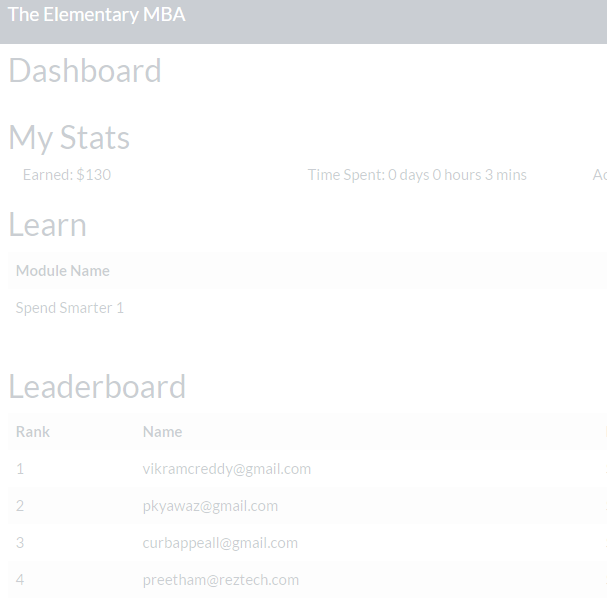 The Elementary MBA
Dashboard
My Stats
Earned: $130 Time Spent: 0 days 0 hours 3 mins
Learn
Module Name
Spend Smarter 1
Leaderboard
Rank Name
1 vikramcreddy@gmail.com
2 pkyawaz@gmail.com
3 curbappeall@gmail.com
4 preetham@reztech.com